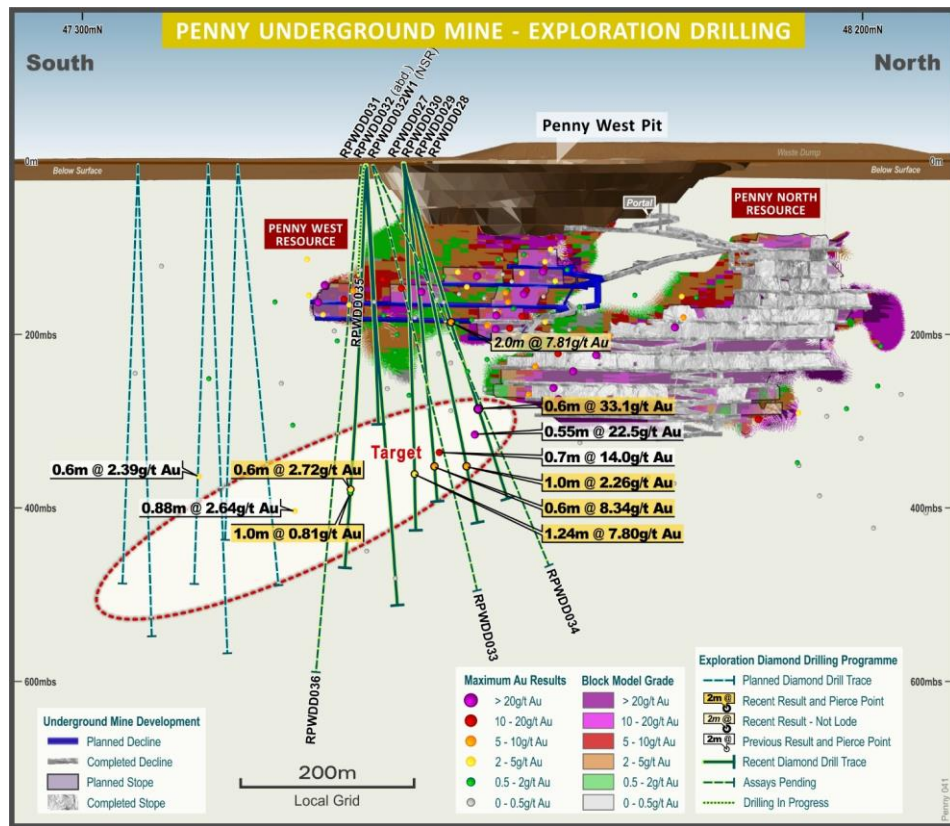 PENNY UNDERGROUND MINE - EXPLORATION DRILLING
47 300mN
48 200mN
South
North
RPWDD031
RPWDD032 (abd.)
RPWDD032W1 (NSR)
RPWDD027
RPWDD030
RPWDD029
RPWDD028
Penny West Pit
Waste Dump
0m
0m
Below Surface
Below Surface
Portal
PENNY WEST
RESOURCE
PENNY NORTH
RESOURCE
RPWDD035
200mbs
200mbs
2.0m @ 7.81g/t Au
0.6m @ 33.1g/t Au
0.55m @ 22.5g/t Au
Target
0.7m @ 14.0g/t Au
0.6m @ 2.39g/t Au
0.6m @ 2.72g/t Au
1.0m @ 2.26g/t Au
400mbs
400mbs
0.88m @ 2.64g/t Au
0.6m @ 8.34g/t Au
1.0m @ 0.81g/t Au
1.24m @ 7.80g/t Au
RPWDD034
RPWDD033
RPWDD036
600mbs
600mbs
Underground Mine Development
Planned Decline
Completed Decline
Planned Stope
Completed Stope
200m
Local Grid
Maximum Au Results
> 20g/t Au
10 - 20g/t Au
5 - 10g/t Au
2 - 5g/t Au
0.5 - 2g/t Au
0 - 0.5g/t Au
Block Model Grade
>20g/t Au
10 - 20g/t Au
5 - 10g/t Au
2 - 5g/t Au
0.5 - 2g/t Au
0 - 0.5g/t Au
Exploration Diamond Drilling Programme
Planned Diamond Drill Trace
2m @ Recent Result and Pierce Point
2m @ Recent Result - Not Lode
2m @ Previous Result and Pierce Point
Recent Diamond Drill Trace
Assays Pending
Drilling In Progress
Penny 041